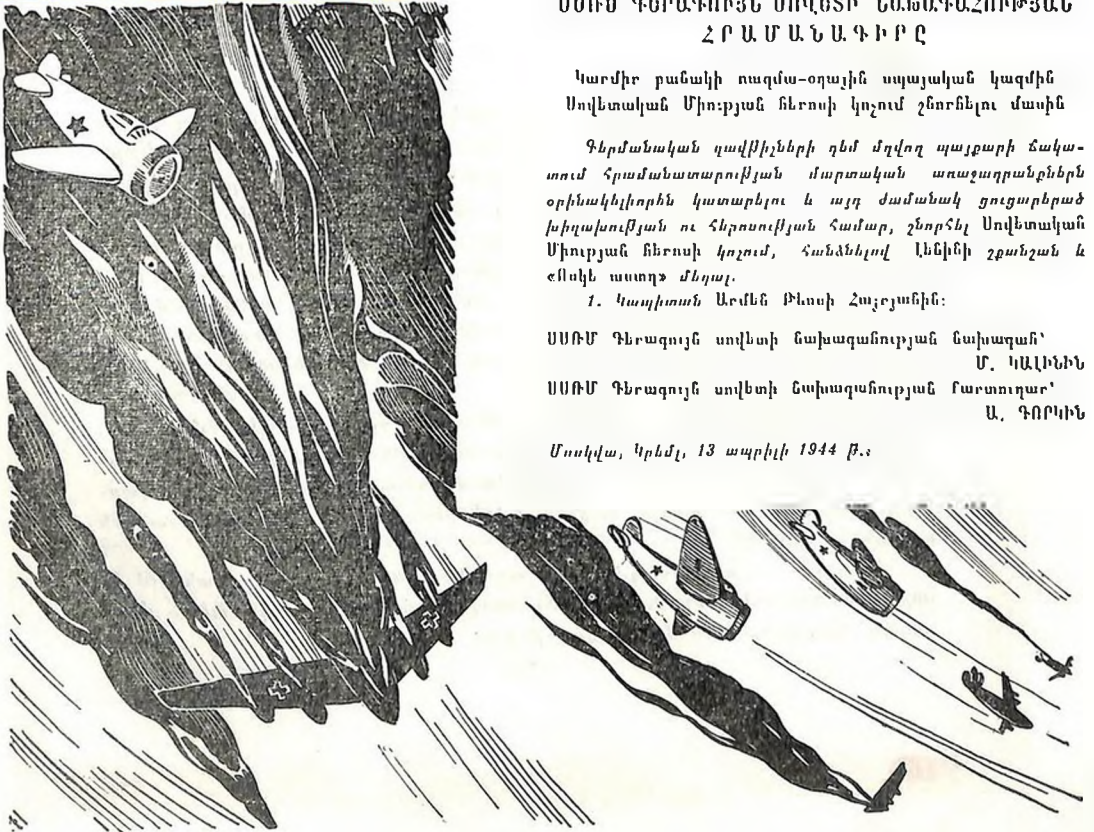 ՍՍՌՄ ԳԵՐԱԳՈՒՅՆ ՍՈՎԵՏԻ ՆԱԽԱԳԱՀՈՒԹՅԱՆ
ՀՐԱՄԱՆԱԳԻՐԸ
Կարմիր բանակի ռազմա-օդային սպայական կազմին
Սովետական Միության հերոսի կոչում շնորհելու մասին
Գերմանական զավթիչների դեմ մղվող պայքարի ճակա-
տում Հրամանատարության մարտական առաջադրանքներն
օրինակելիորեն կատարելու և այդ ժամանակ ցուցաբերած
խիզախության ու հերոսության համար, շնորհել Սովետական
Միության հերոսի կոչում, հանձնելով Լենինի շքանշան և
«Ոսկե աստղ» մեդալ.
1. Կապիտան Արմեն Թևոսի Հայրյանին:
ՍՍՌՄ Գերագույն սովետի նախագահության նախագահ՝
Մ. ԿԱԼԻՆԻՆ
ՍՍՌՄ Գերագույն սովետի նախագահության քարտուղար՝
Ա. ԳՈՐԿԻՆ
Մոսկվա, Կրեմլ, 13 ապրիլի 1944 թ.: